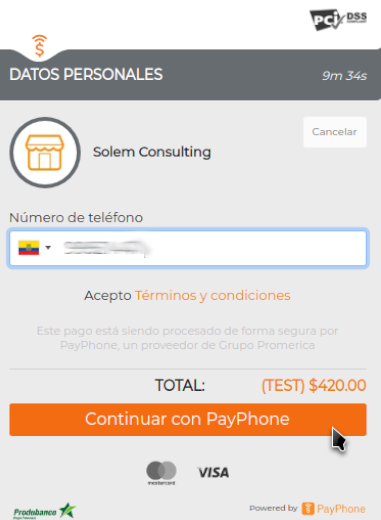 PCI DSS
DATOS PERSONALES 9m 34s
Cancelar
Solem Consulting
Número de teléfono
Acepto Términos y condiciones
Este pago está siendo procesado de forma segura por
PayPhone, un proveedor de Grupo Promerica
TOTAL: (TEST) $420.00
Continuar con PayPhone
mastercard VISA
Produbanco
Grupo Promerica
Powered by PayPhone